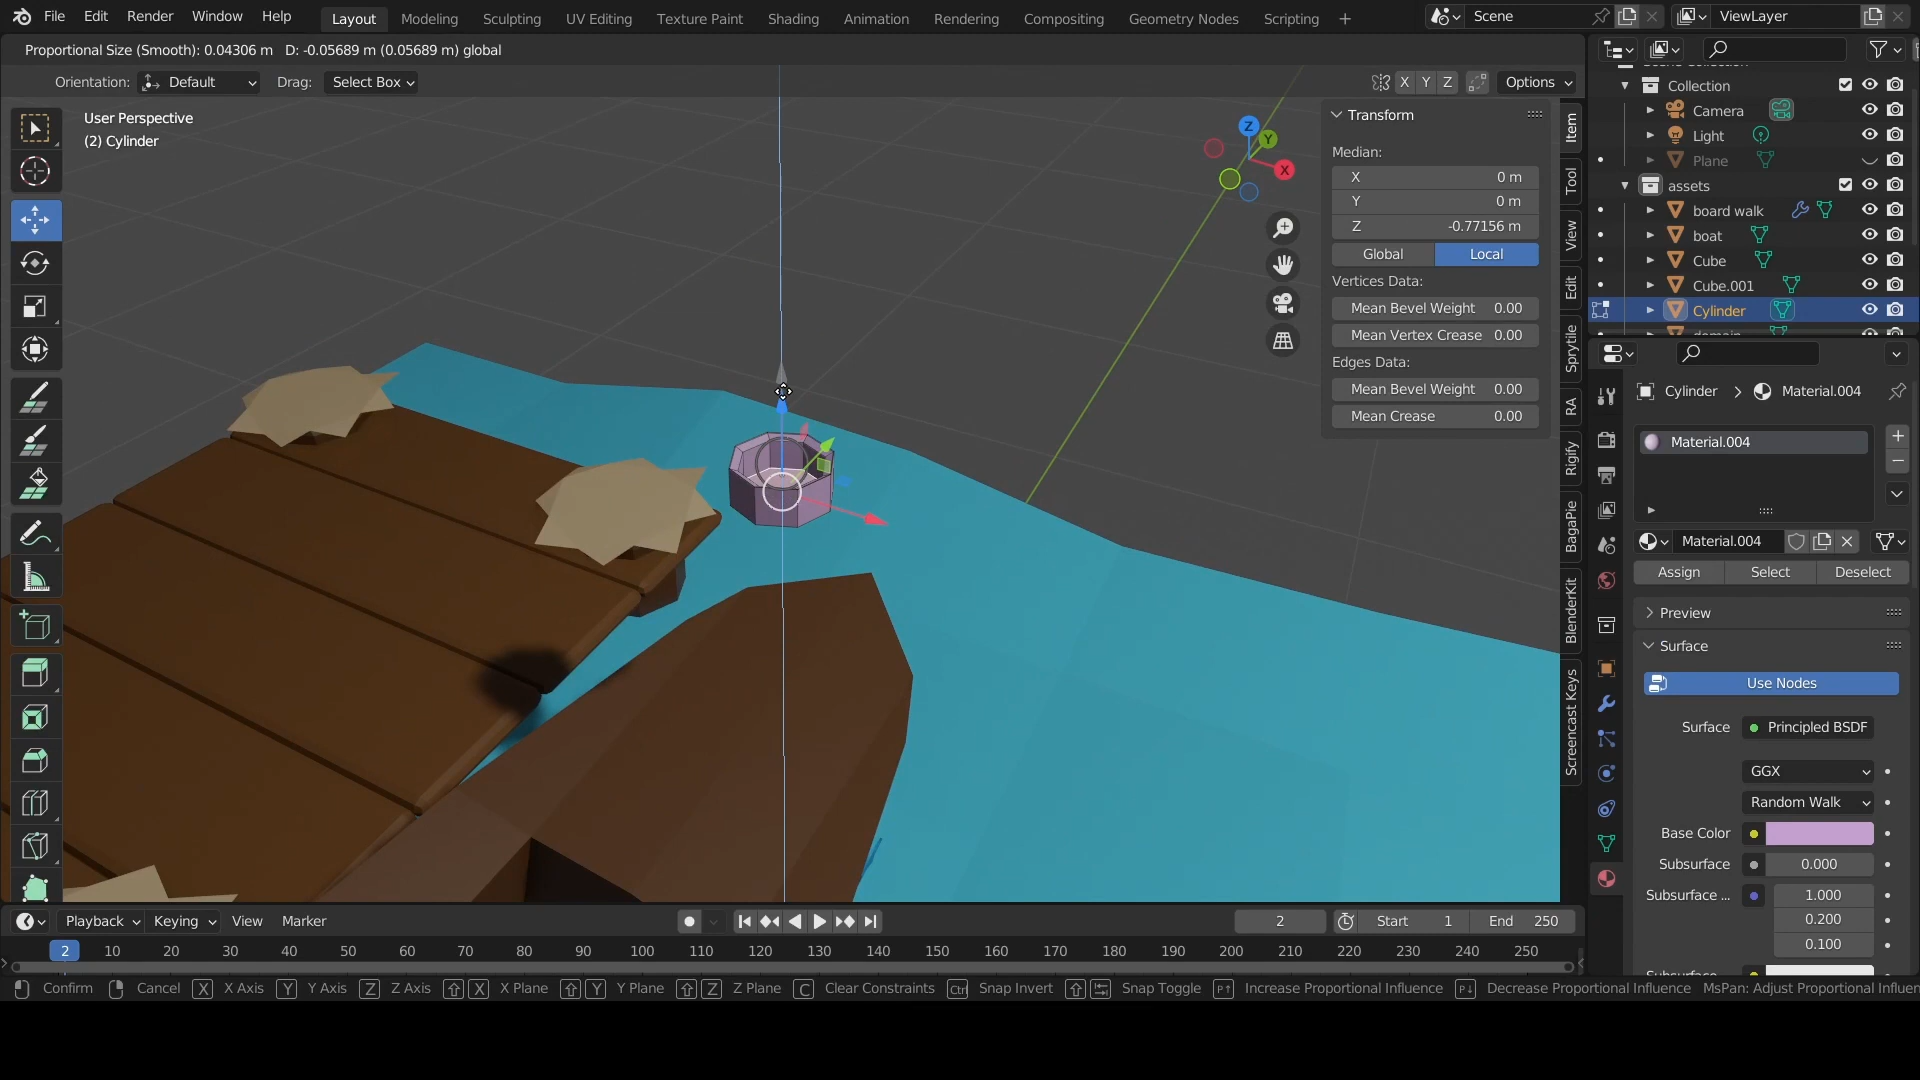 File Edit Render Window Help Layout Modeling Sculpting UV Editing Texture Paint Shading Animation Rendering Compositing Geometry Nodes Scripting + Scene ViewLayer
Proportional Size (Smooth): 0.04306 m D: -0.05689 m (0.05689 m) global
Orientation: Default Drag: Select Box X Y Z Options
User Perspective
(2) Cylinder
Z
Y
X
Transform
Median:
X 0 m
Y 0 m
Z -0.77156 m
Global Local
Vertices Data:
Mean Bevel Weight 0.00
Mean Vertex Crease 0.00
Edges Data:
Mean Bevel Weight 0.00
Mean Crease 0.00
Item
Tool
View
Edit
Sprytile
RA
Rigify
BagaPie
BlenderKit
Screencast Keys
Collection
Camera
Light
Plane
assets
board walk
boat
Cube
Cube.001
Cylinder
Cylinder > Material.004
Material.004
Material.004
Assign Select Deselect
Preview
Surface
Use Nodes
Surface Principled BSDF
GGX
Random Walk
Base Color
Subsurface 0.000
Subsurface ... 1.000
0.200
0.100
Playback Keying View Marker 2 Start 1 End 250
2 10 20 30 40 50 60 70 80 90 100 110 120 130 140 150 160 170 180 190 200 210 220 230 240 250
Confirm Cancel X X Axis Y Y Axis Z Z Axis X X Plane Y Y Plane Z Z Plane C Clear Constraints Ctrl Snap Invert Snap Toggle Increase Proportional Influence Decrease Proportional Influence MsPan: Adjust Proportional Influen